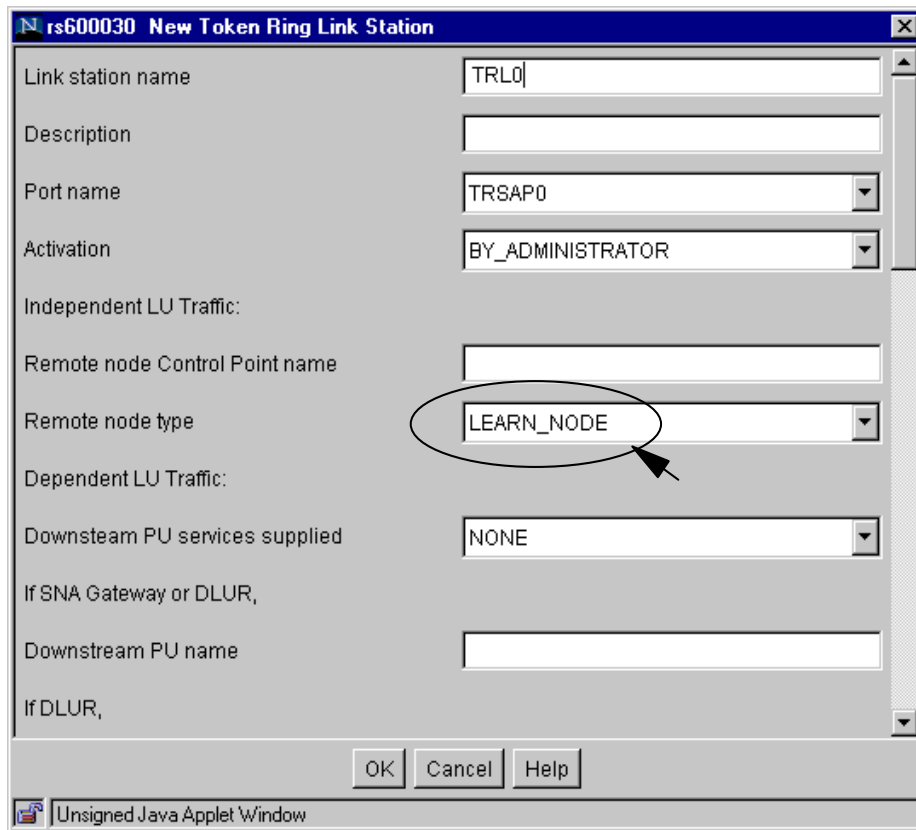 rs600030 New Token Ring Link Station
Link station name TRL0
Description
Port name TRSAP0
Activation BY_ADMINISTRATOR
Independent LU Traffic:
Remote node Control Point name
Remote node type LEARN_NODE
Dependent LU Traffic:
Downsteam PU services supplied NONE
If SNA Gateway or DLUR,
Downstream PU name
If DLUR,
OK Cancel Help
Unsigned Java Applet Window